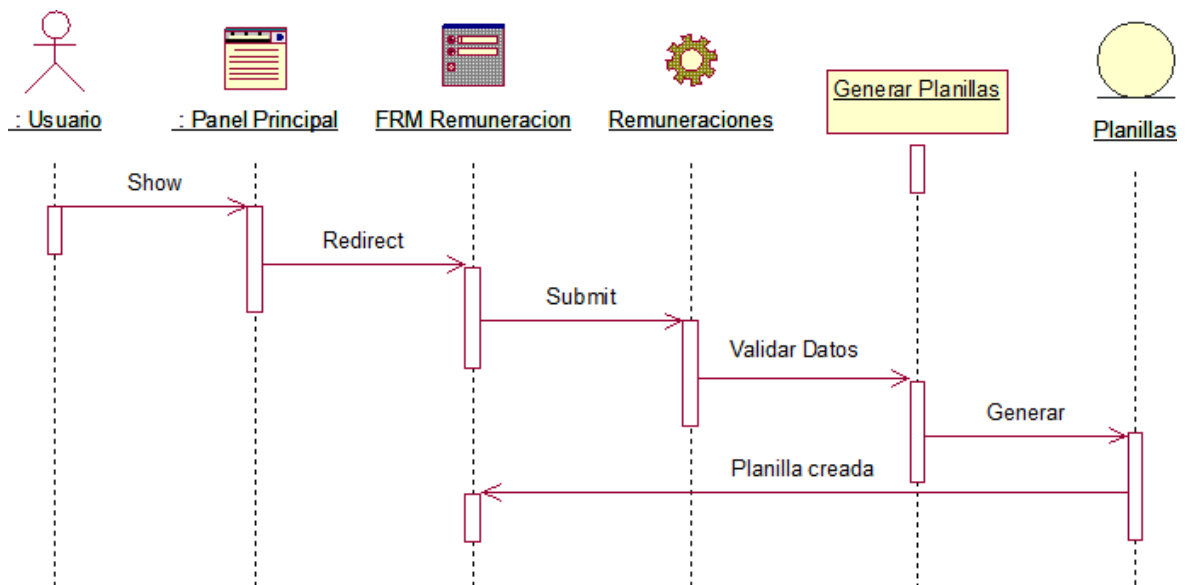 : Usuario
: Panel Principal
FRM Remuneracion
Remuneraciones
Generar Planillas
Planillas
Show
Redirect
Submit
Validar Datos
Generar
Planilla creada